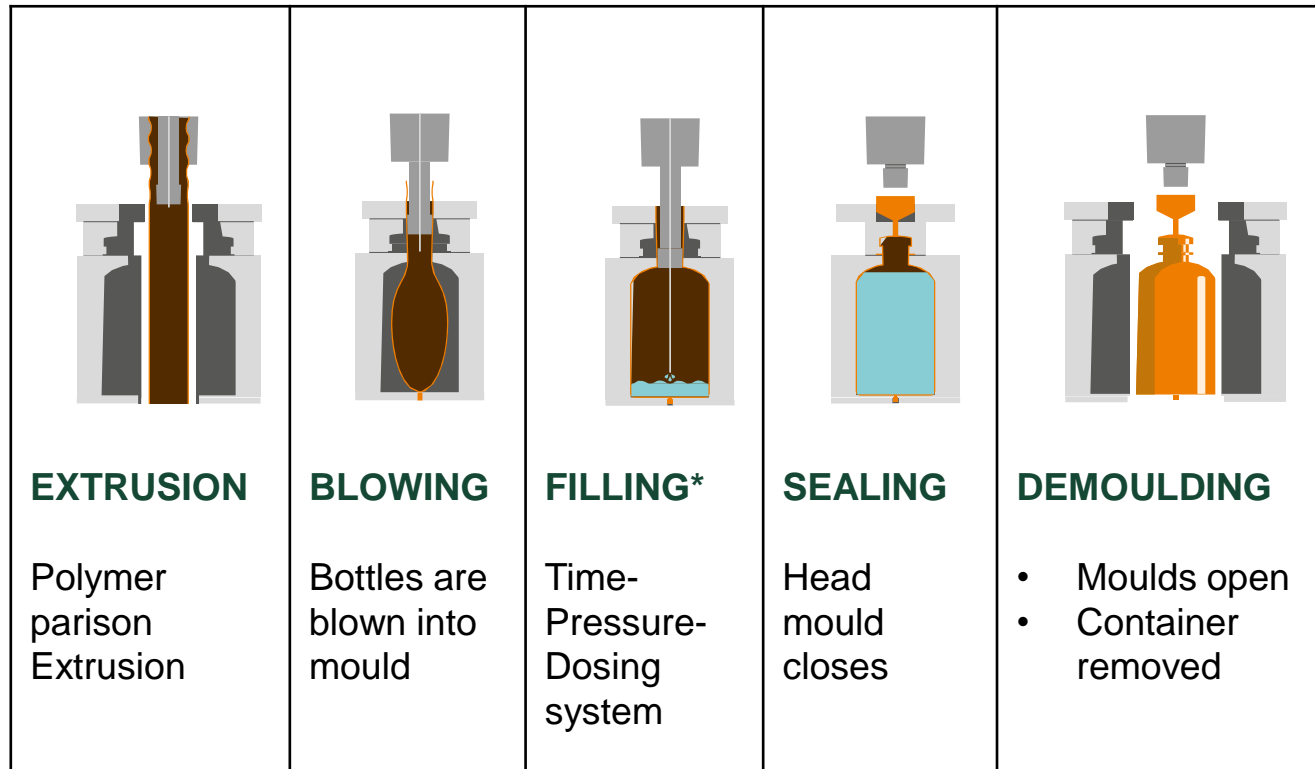 EXTRUSION
Polymer
parison
Extrusion
BLOWING
Bottles are
blown into
mould
FILLING*
Time-
Pressure-
Dosing
system
SEALING
Head
mould
closes
DEMOULDING
• Moulds open
• Container
removed